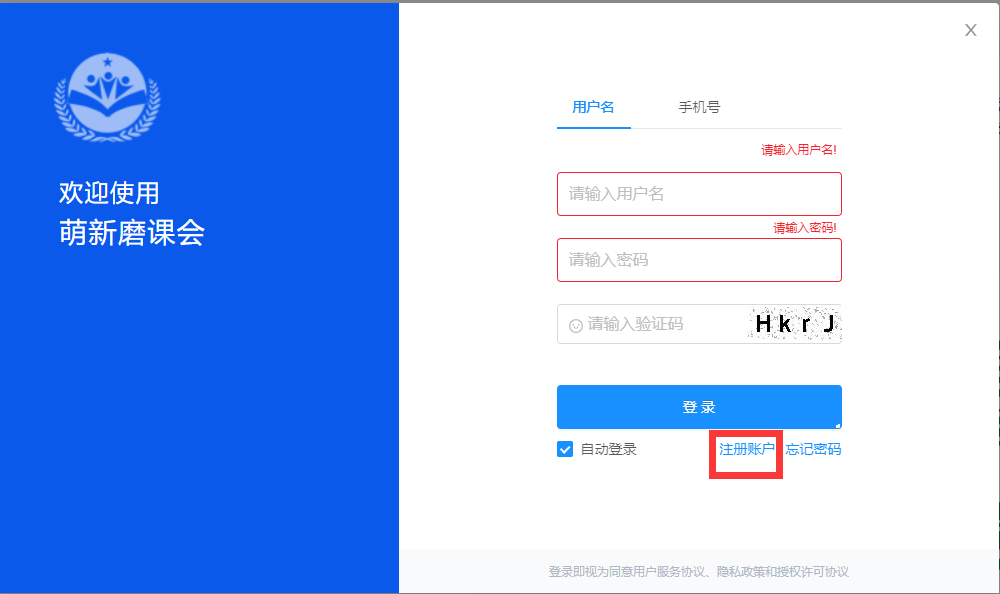 X
欢迎使用
萌新磨课会
用户名 手机号
请输入用户名!
请输入用户名
请输入密码!
请输入密码
请输入验证码 HkrJ
登 录
自动登录 注册账户 忘记密码
登录即视为同意用户服务协议、隐私政策和授权许可协议